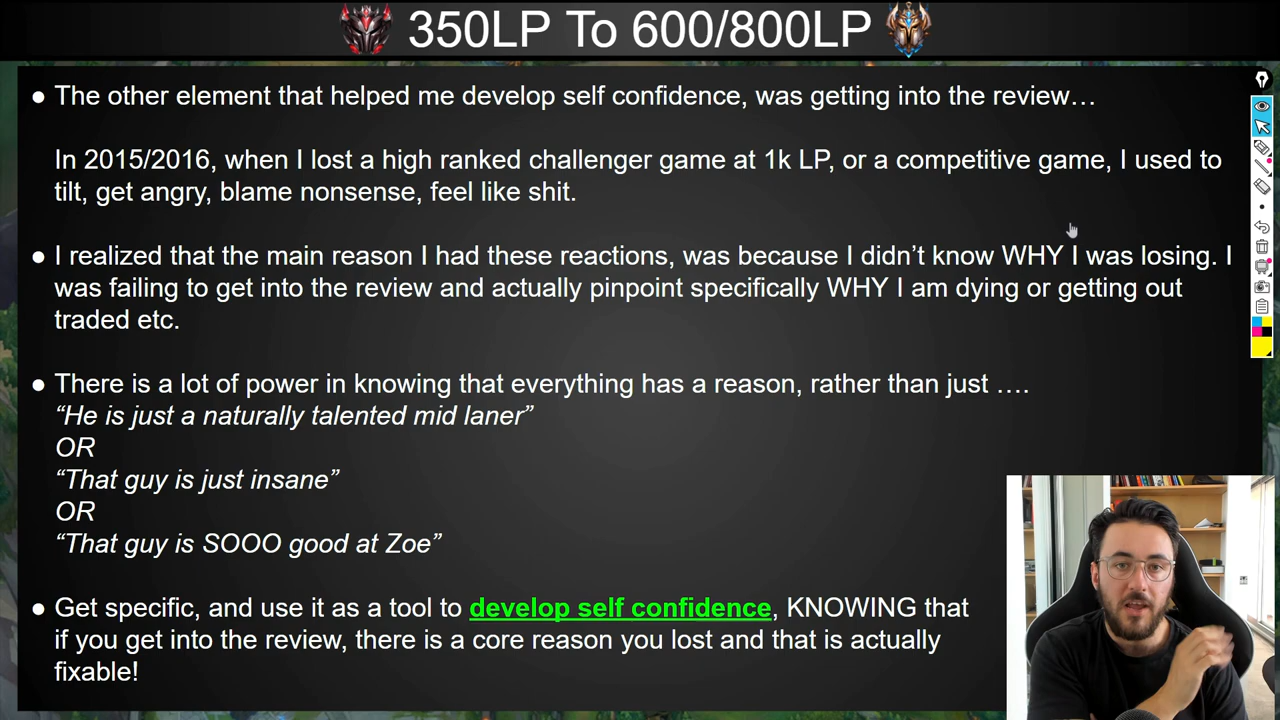 350LP To 600/800LP
● The other element that helped me develop self confidence, was getting into the review…
In 2015/2016, when I lost a high ranked challenger game at 1k LP, or a competitive game, I used to
tilt, get angry, blame nonsense, feel like shit.
● I realized that the main reason I had these reactions, was because I didn’t know WHY I was losing. I
was failing to get into the review and actually pinpoint specifically WHY I am dying or getting out
traded etc.
● There is a lot of power in knowing that everything has a reason, rather than just ….
“He is just a naturally talented mid laner”
OR
“That guy is just insane”
OR
“That guy is SOOO good at Zoe”
● Get specific, and use it as a tool to develop self confidence, KNOWING that
if you get into the review, there is a core reason you lost and that is actually
fixable!